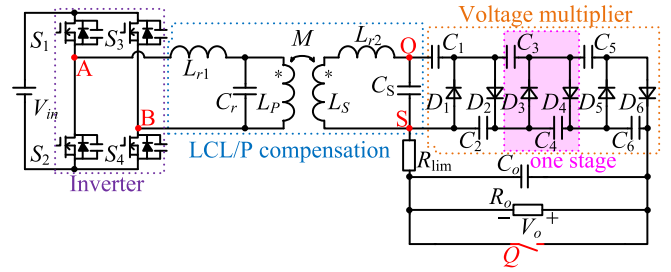 Voltage multiplier
S1 S3 Lr1 M Lr2 O C1 C3 C5
A
Vin Cr LP * * LS CS D1 D2 D3 D4 D5 D6
B S
S2 S4 C2 C4 C6
Inverter LCL/P compensation Rlim one stage
Co
Ro
− Vo +
Q